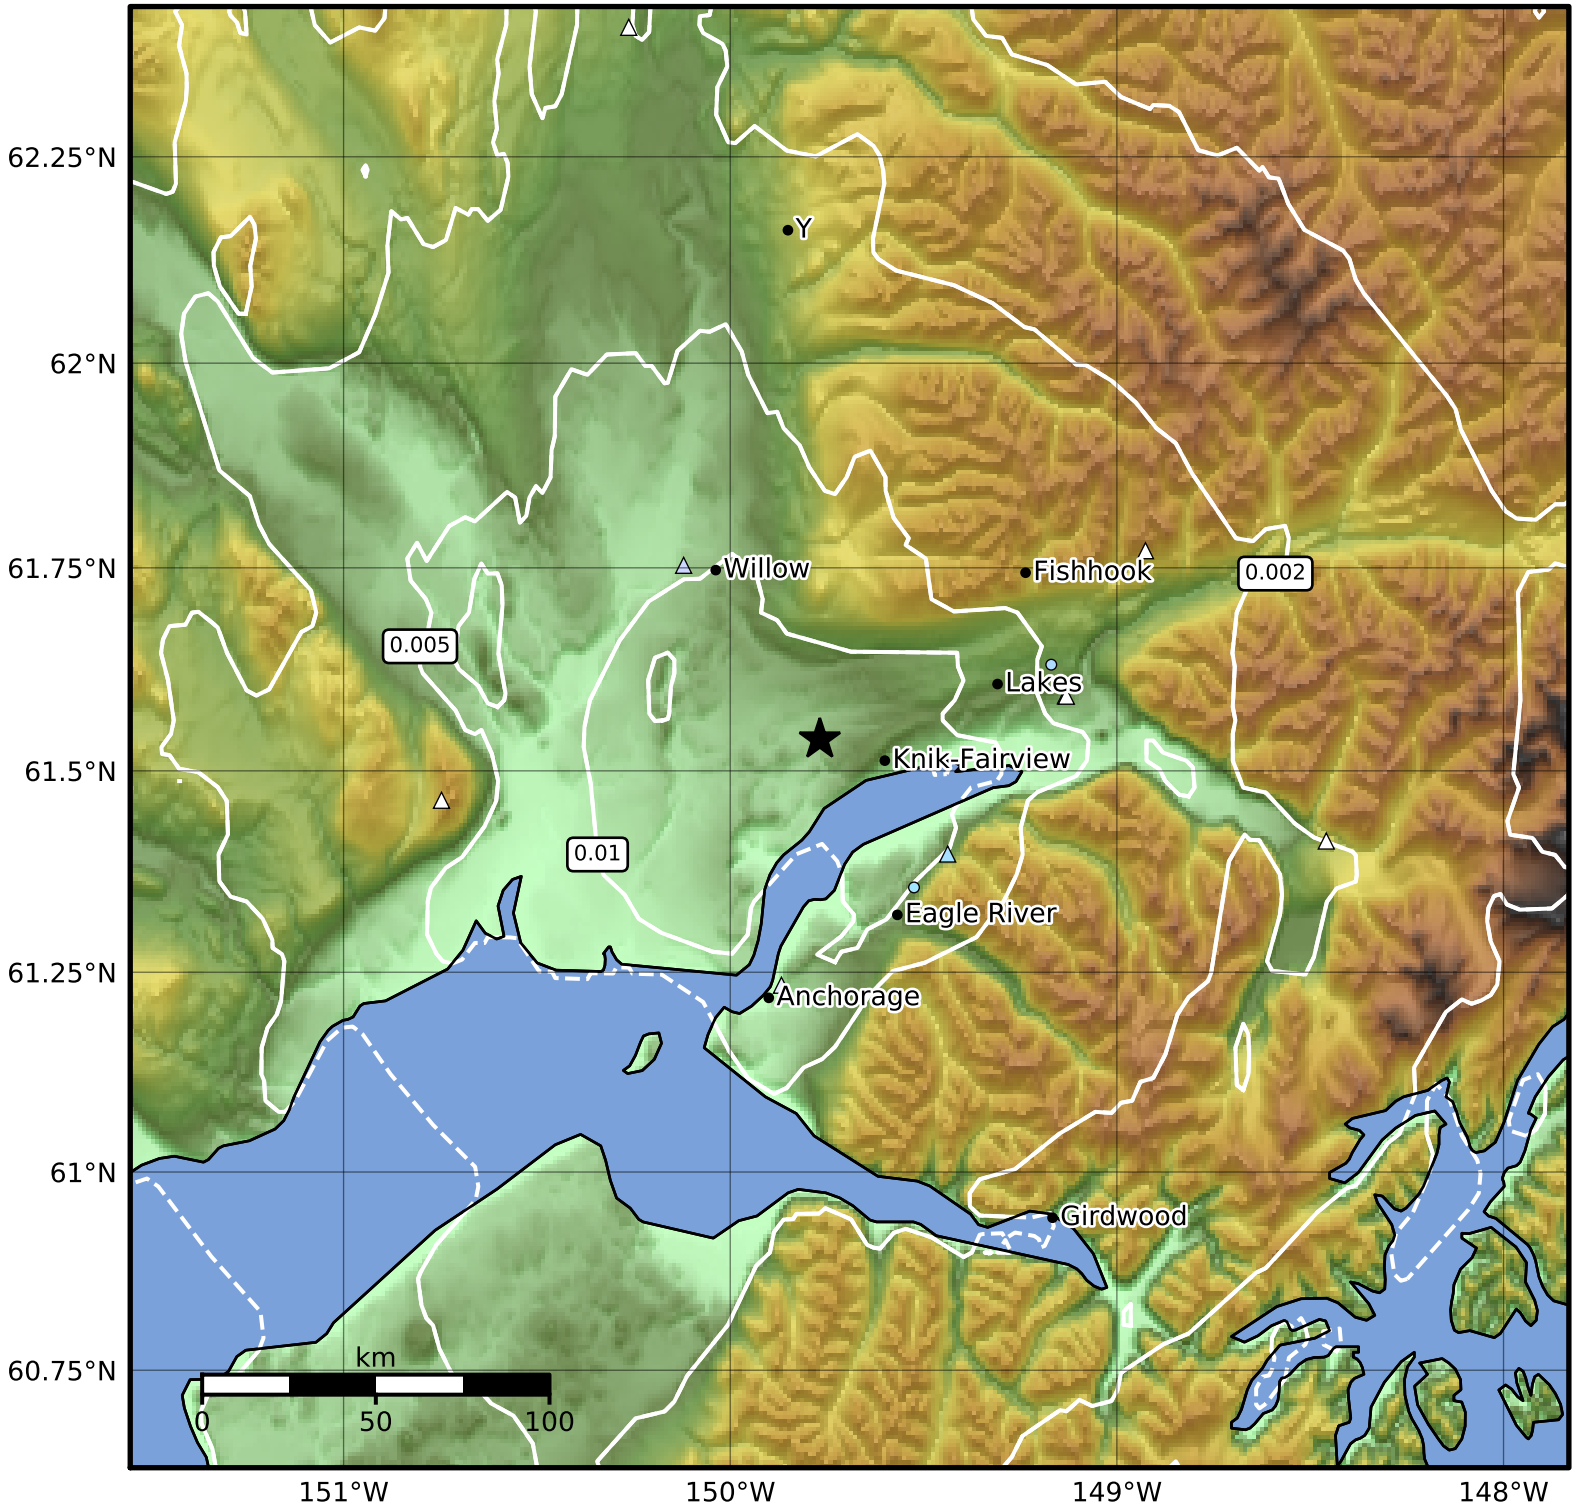 62.25°N
Y
62°N
61.75°N
Willow
Fishhook
0.002
0.005
Lakes
61.5°N
Knik-Fairview
0.01
Eagle River
61.25°N
Anchorage
61°N
Girdwood
60.75°N
km
0 50 100
151°W 150°W 149°W 148°W